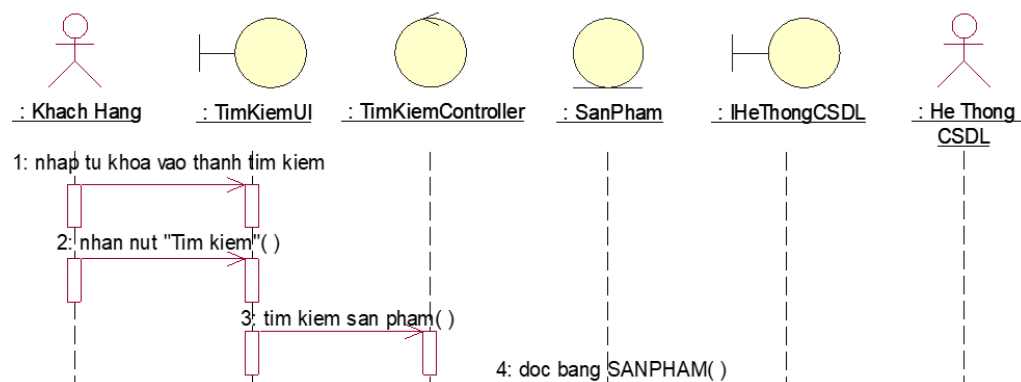 : Khach Hang
: TimKiemUI
: TimKiemController
: SanPham
: IHeThongCSDL
: He Thong
CSDL
1: nhap tu khoa vao thanh tim kiem
2: nhan nut "Tim kiem"( )
3: tim kiem san pham( )
4: doc bang SANPHAM( )